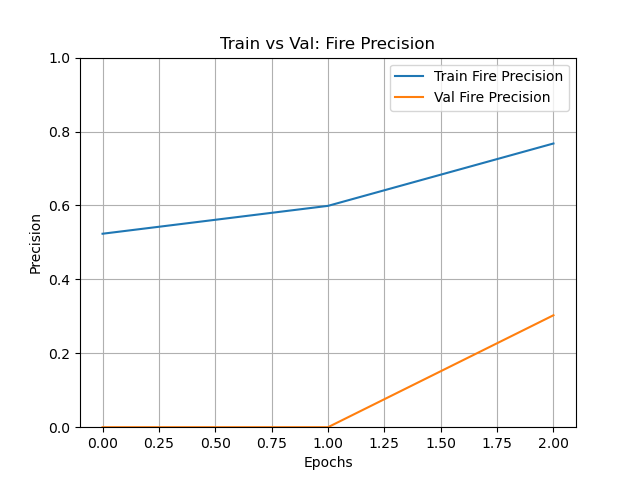 Train vs Val: Fire Precision
Train Fire Precision
Val Fire Precision
Precision
1.0
0.8
0.6
0.4
0.2
0.0
0.00 0.25 0.50 0.75 1.00 1.25 1.50 1.75 2.00
Epochs